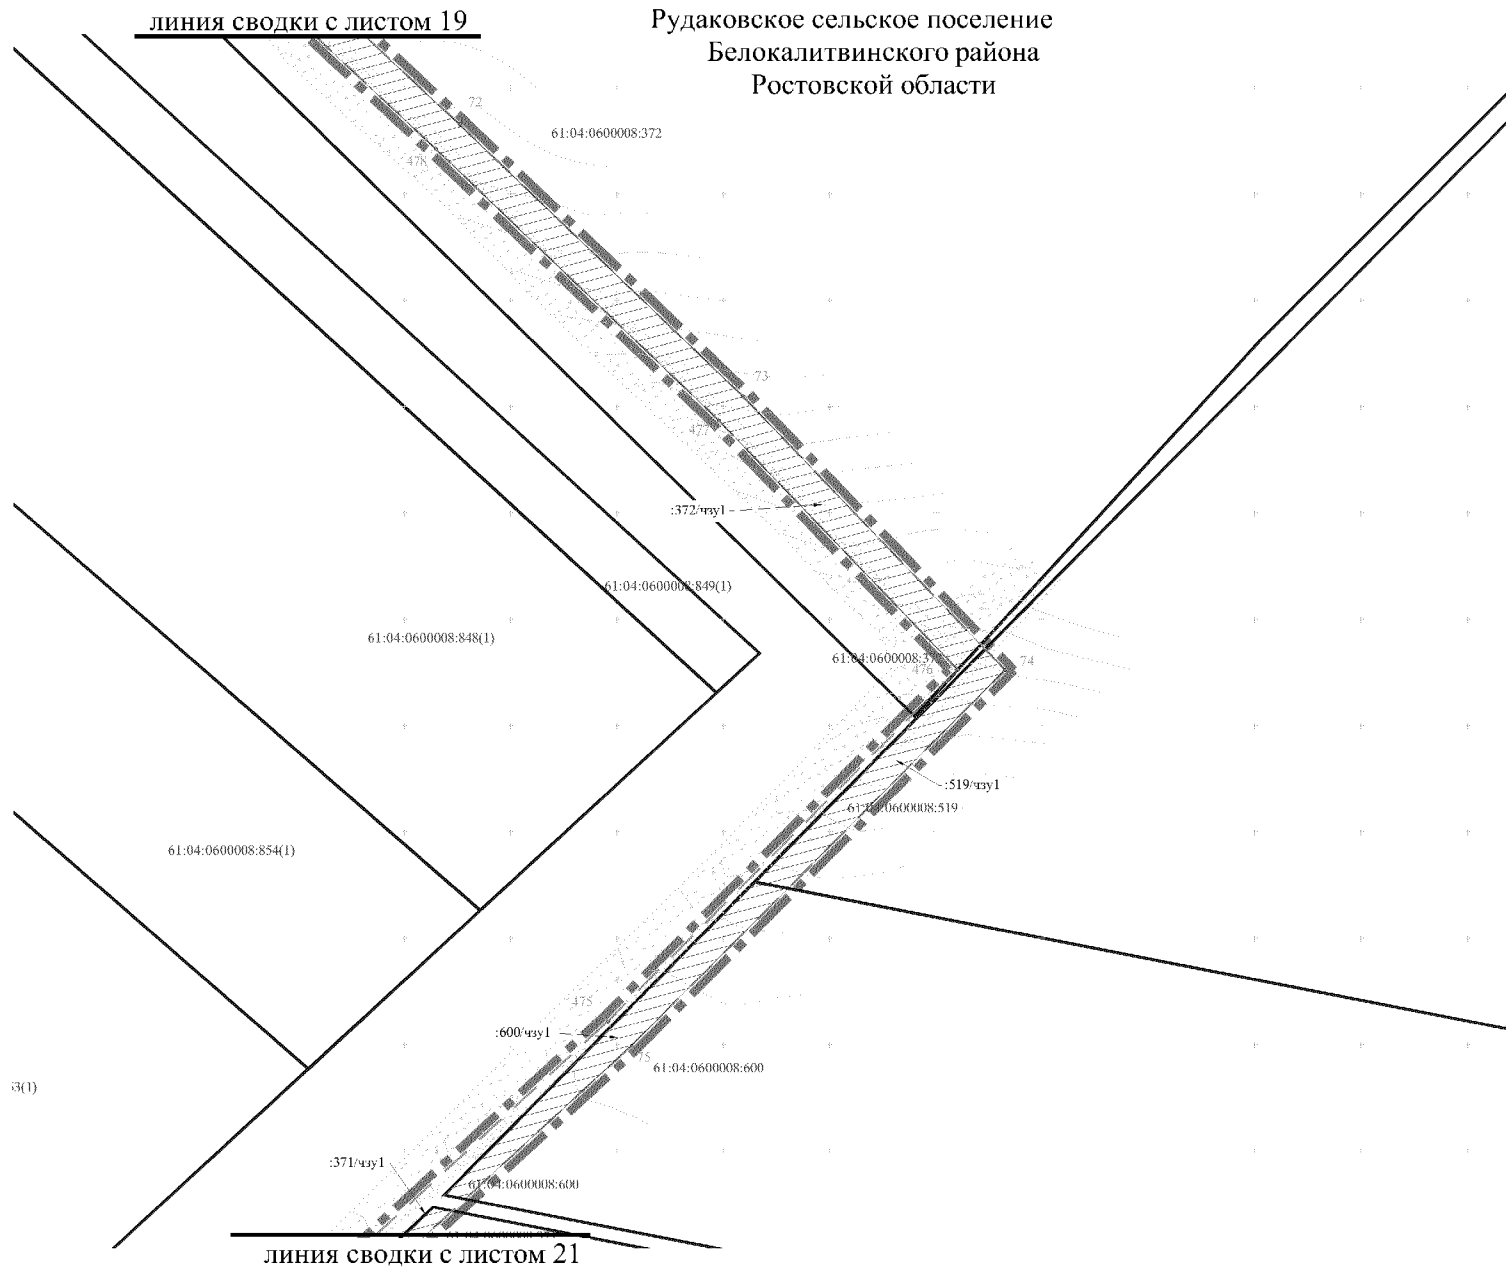 линия сводки с листом 19
Рудаковское сельское поселение
Белокалитвинского района
Ростовской области
72
61:04:0600008:372
478
73
477
:372/чзу1
61:04:0600008:849(1)
61:04:0600008:848(1)
476
74
:519/чзу1
61:04:0600008:519
61:04:0600008:854(1)
475
:600/чзу1
75
61:04:0600008:600
3(1)
:371/чзу1
61:04:0600008:600
линия сводки с листом 21